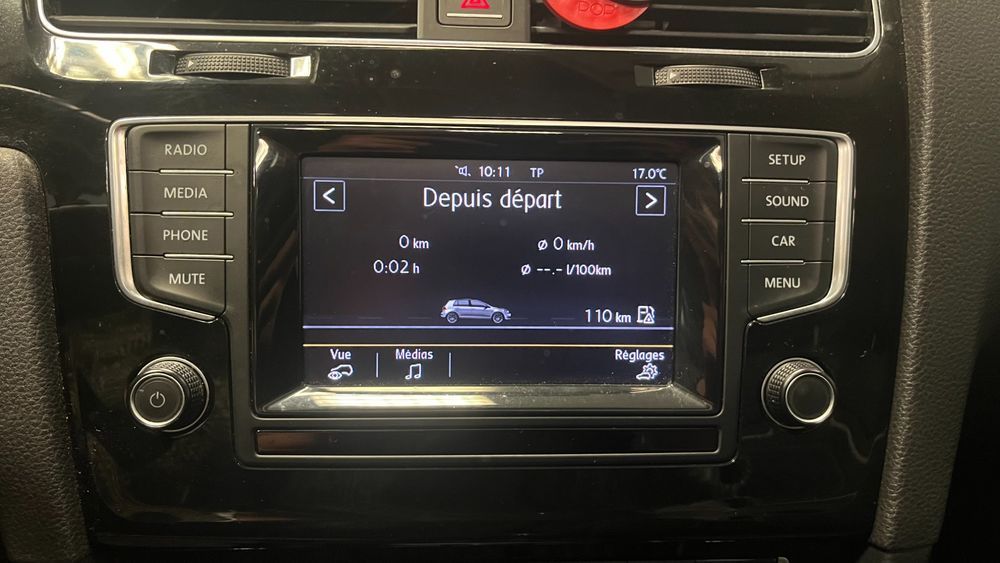 POP
RADIO
MEDIA
PHONE
MUTE
10:11 TP 17.0°C
< Depuis départ >
0 km ø 0 km/h
0:02 h ø --.- l/100km
110 km
Vue Médias Réglages
SETUP
SOUND
CAR
MENU